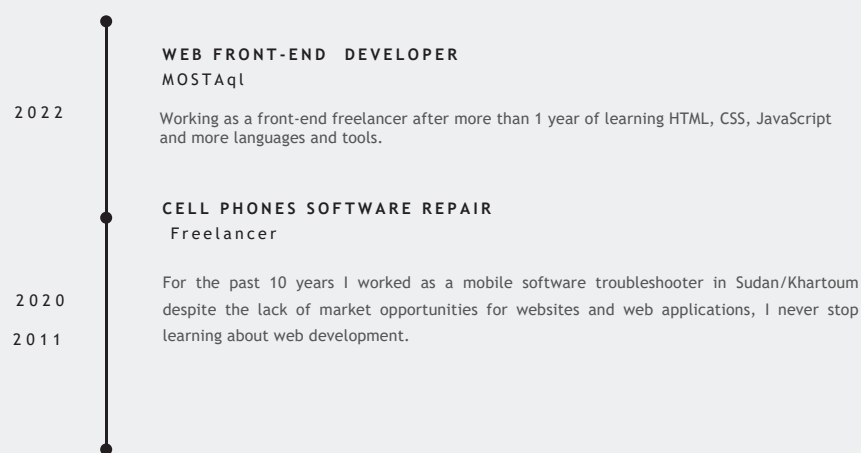 WEB FRONT-END DEVELOPER
MOSTAql
2022
Working as a front-end freelancer after more than 1 year of learning HTML, CSS, JavaScript
and more languages and tools.
CELL PHONES SOFTWARE REPAIR
Freelancer
2020
2011
For the past 10 years I worked as a mobile software troubleshooter in Sudan/Khartoum
despite the lack of market opportunities for websites and web applications, I never stop
learning about web development.